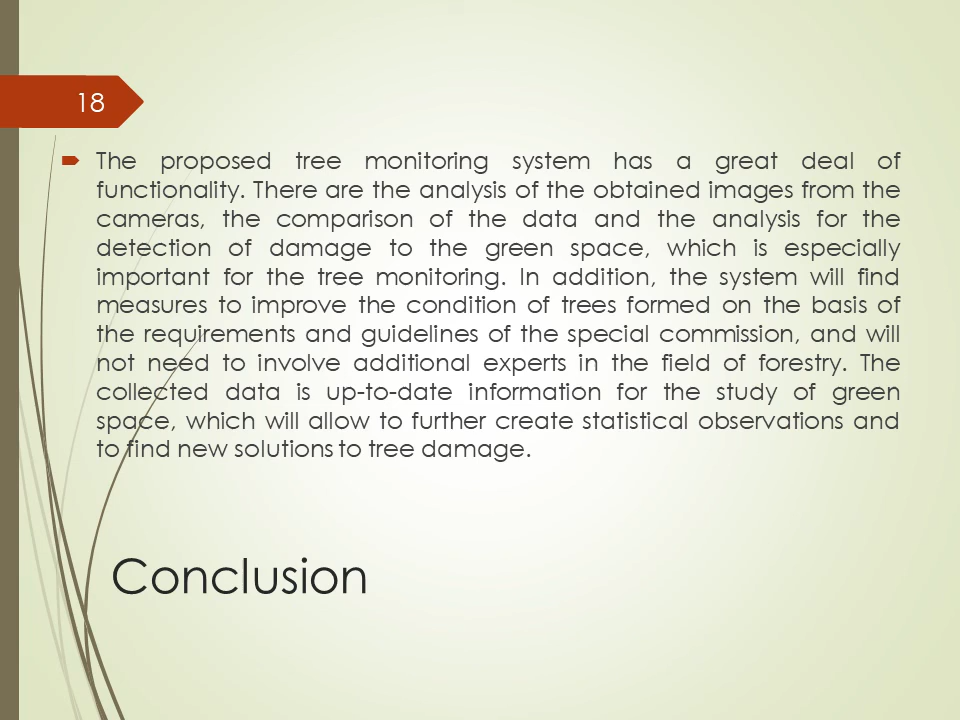 18
The proposed tree monitoring system has a great deal of
functionality. There are the analysis of the obtained images from the
cameras, the comparison of the data and the analysis for the
detection of damage to the green space, which is especially
important for the tree monitoring. In addition, the system will find
measures to improve the condition of trees formed on the basis of
the requirements and guidelines of the special commission, and will
not need to involve additional experts in the field of forestry. The
collected data is up-to-date information for the study of green
space, which will allow to further create statistical observations and
to find new solutions to tree damage.
Conclusion